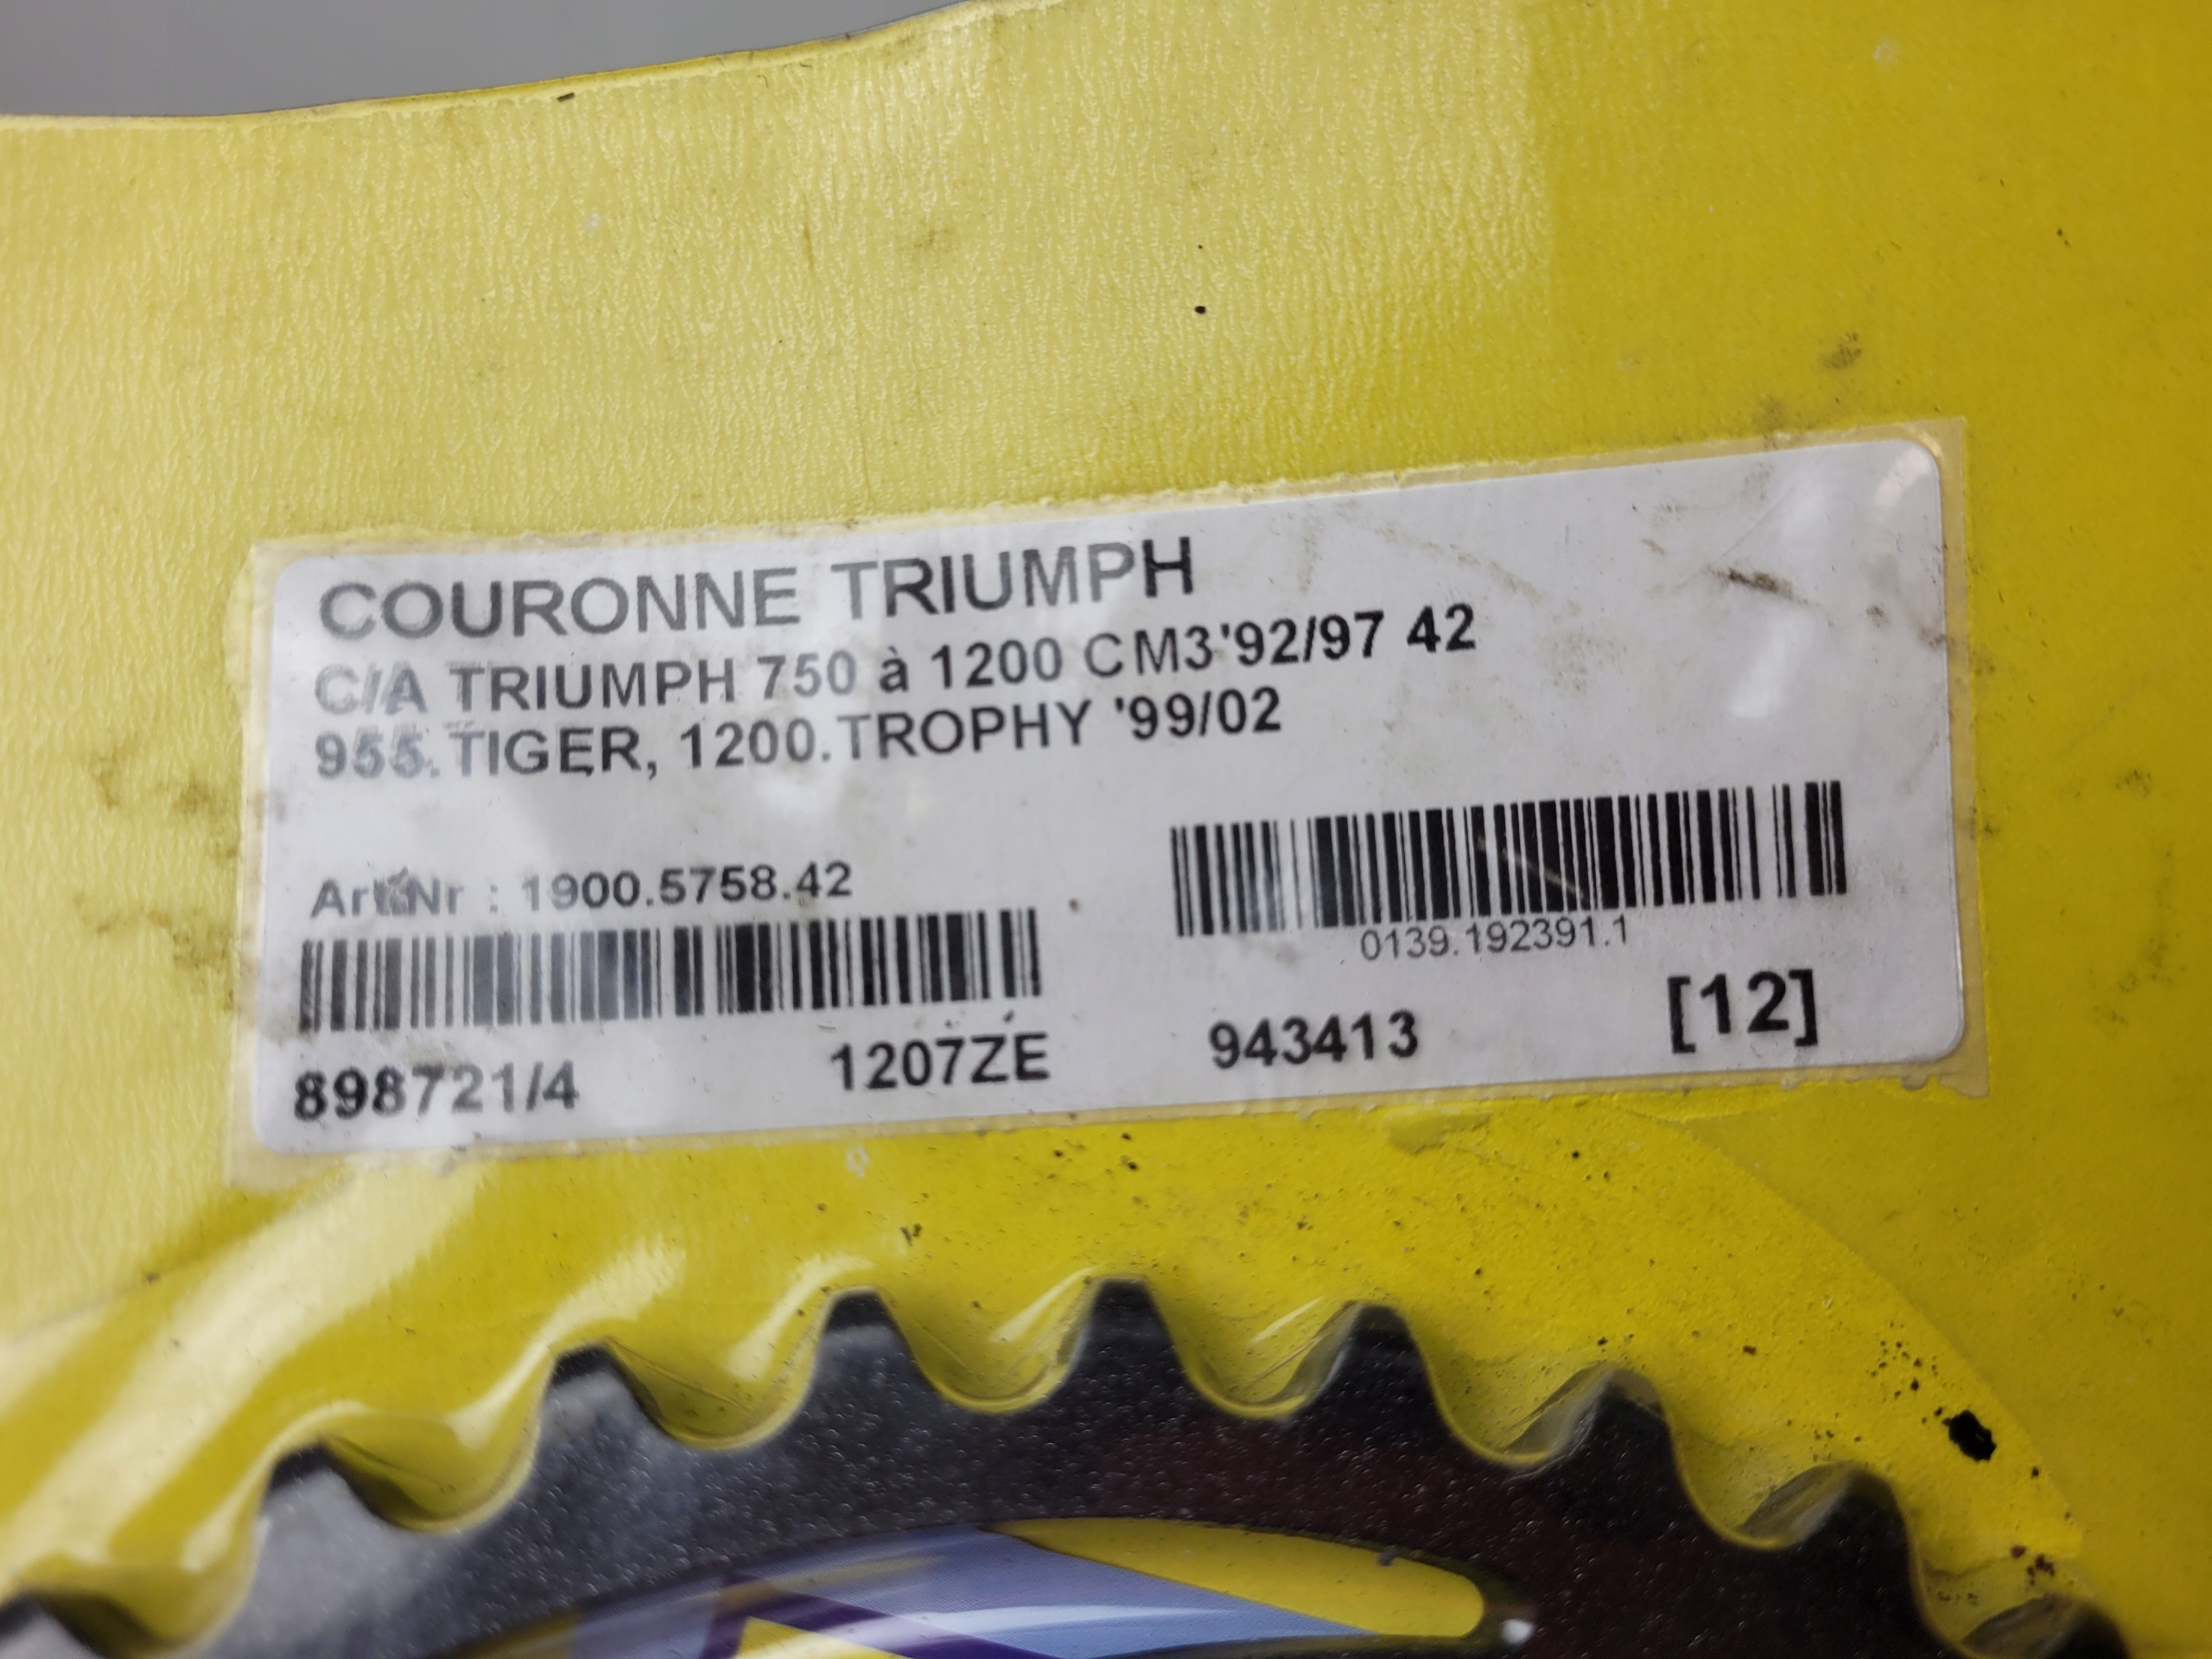 COURONNE TRIUMPH
C/A TRIUMPH 750 à 1200 CM3'92/97 42
955.TIGER, 1200.TROPHY '99/02
Art.Nr : 1900.5758.42
0139.192391.1
898721/4 1207ZE 943413 [12]